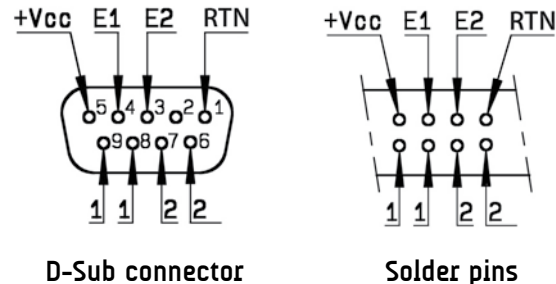 +Vcc E1 E2 RTN +Vcc E1 E2 RTN
5 4 3 2 1
9 8 7 6
1 1 2 2 1 1 2 2
D-Sub connector Solder pins